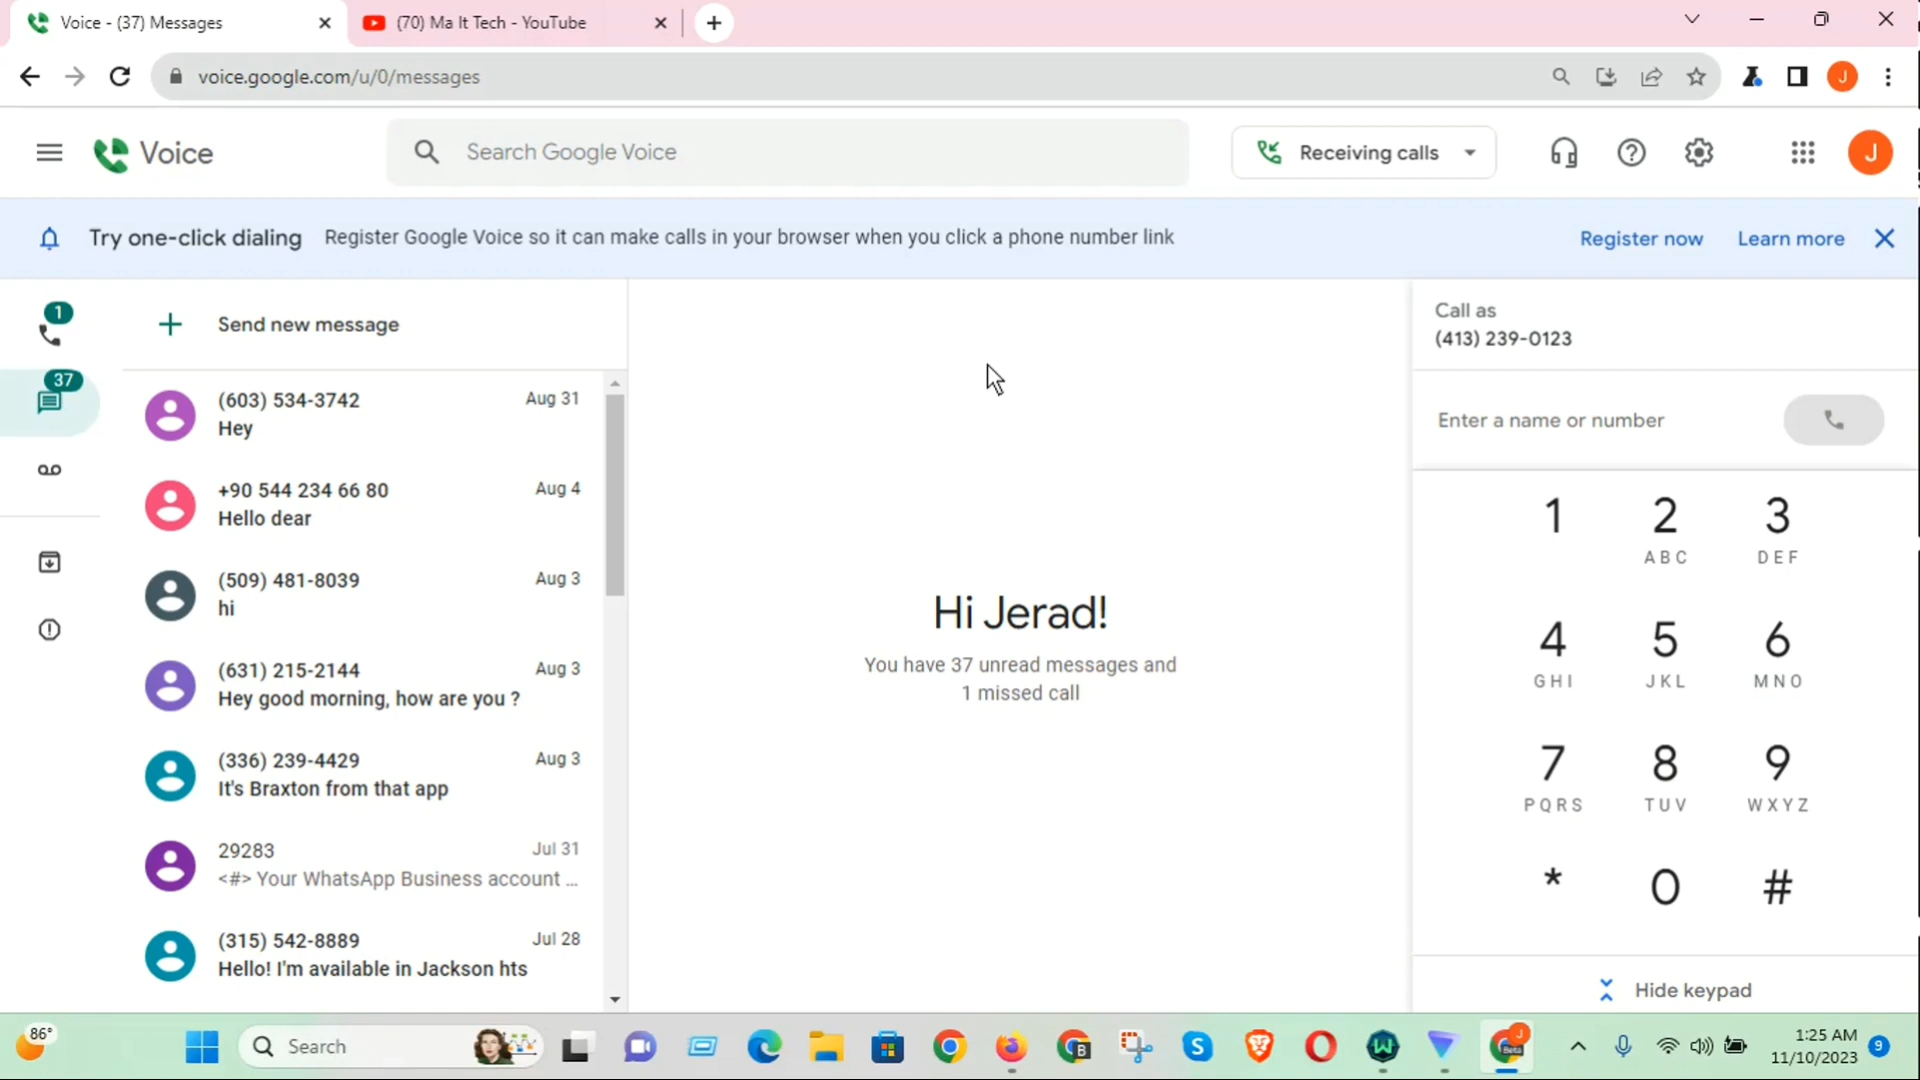 Voice - (37) Messages
(70) Ma It Tech - YouTube
voice.google.com/u/0/messages
J
Voice
Search Google Voice
Receiving calls
J
Try one-click dialing
Register Google Voice so it can make calls in your browser when you click a phone number link
Register now
Learn more
1
37
Send new message
(603) 534-3742
Aug 31
Hey
+90 544 234 66 80
Aug 4
Hello dear
(509) 481-8039
Aug 3
hi
(631) 215-2144
Aug 3
Hey good morning, how are you ?
(336) 239-4429
Aug 3
It's Braxton from that app
29283
Jul 31
<#> Your WhatsApp Business account ...
(315) 542-8889
Jul 28
Hello! I'm available in Jackson hts
Hi Jerad!
You have 37 unread messages and
1 missed call
Call as
(413) 239-0123
Enter a name or number
1 2 3
ABC DEF
4 5 6
GHI JKL MNO
7 8 9
PQRS TUV WXYZ
* 0 #
Hide keypad
86°
Search
B
S
J
Beta
1:25 AM
11/10/2023
9